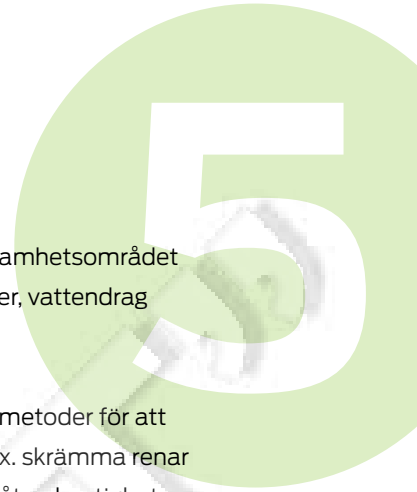 5
amhetsområdet
er, vattendrag
metoder för att
x. skrämma renar